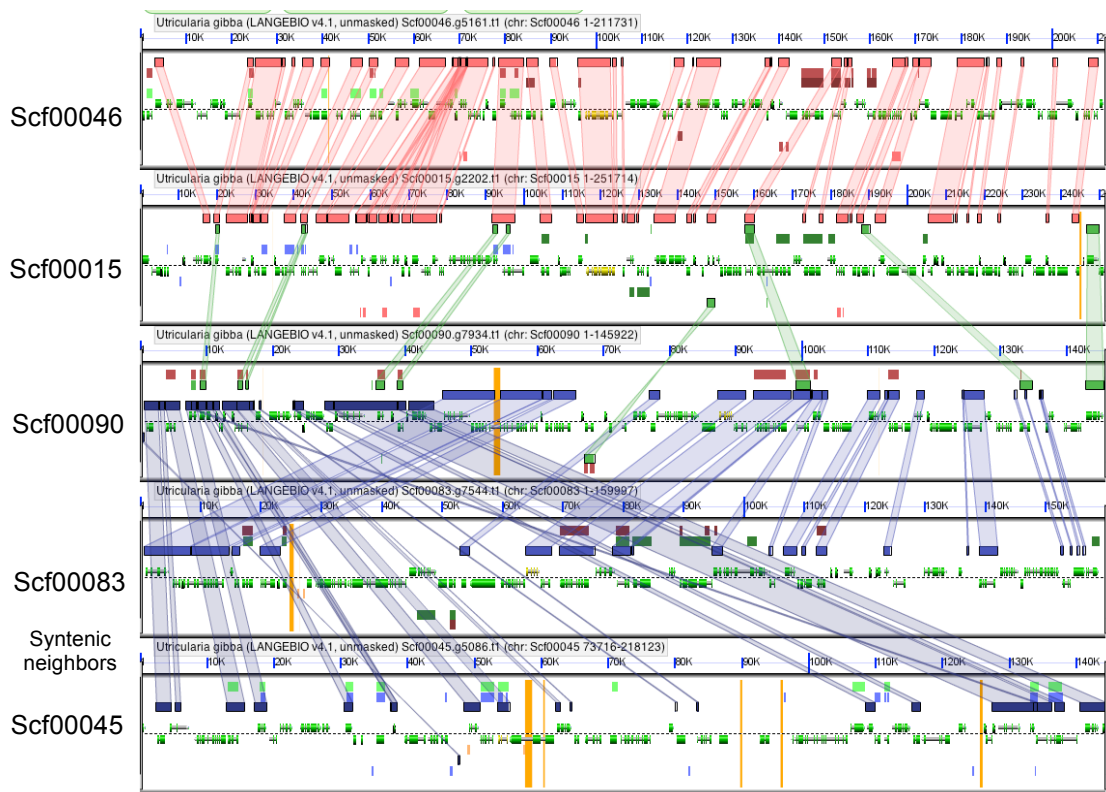 Utricularia gibba (LANGEBIO v4.1, unmasked) Scf00046.g5161.t1 (chr: Scf00046 1-211731)
10K 20K 30K 40K 50K 60K 70K 80K 100K 110K 120K 130K 140K 150K 160K 170K 180K 190K 200K
Scf00046
Utricularia gibba (LANGEBIO v4.1, unmasked) Scf00015.g2202.t1 (chr: Scf00015 1-251714)
10K 20K 30K 40K 50K 60K 70K 80K 100K 110K 120K 130K 140K 150K 160K 170K 180K 190K 200K 210K 220K 230K 240K
Scf00015
Utricularia gibba (LANGEBIO v4.1, unmasked) Scf00090.g7934.t1 (chr: Scf00090 1-145922)
10K 20K 30K 40K 50K 60K 70K 80K 90K 100K 110K 120K 130K 140K
Scf00090
Utricularia gibba (LANGEBIO v4.1, unmasked) Scf00083.g7544.t1 (chr: Scf00083 1-159997)
10K 20K 30K 40K 50K 60K 70K 80K 90K 100K 110K 120K 130K 140K 150K
Scf00083
Syntenic
neighbors
Utricularia gibba (LANGEBIO v4.1, unmasked) Scf00045.g5086.t1 (chr: Scf00045 73716-218123)
10K 20K 30K 40K 50K 60K 70K 80K 90K 100K 110K 120K 130K 140K
Scf00045